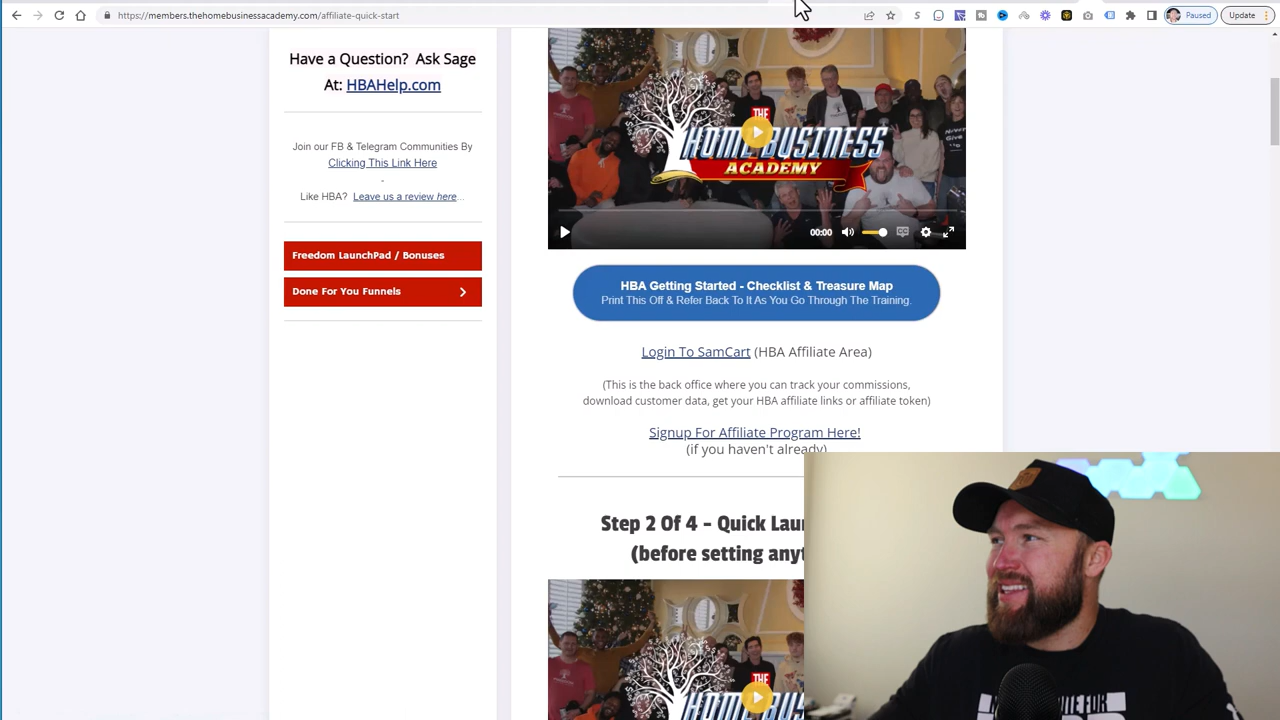 https://members.thehomebusinessacademy.com/affiliate-quick-start
Paused
Update
Have a Question? Ask Sage
At: HBAHelp.com
Join our FB & Telegram Communities By
Clicking This Link Here
-
Like HBA? Leave us a review here...
Freedom LaunchPad / Bonuses
Done For You Funnels
THE
HOME BUSINESS
ACADEMY
00:00
HBA Getting Started - Checklist & Treasure Map
Print This Off & Refer Back To It As You Go Through The Training.
Login To SamCart (HBA Affiliate Area)
(This is the back office where you can track your commissions,
download customer data, get your HBA affiliate links or affiliate token)
Signup For Affiliate Program Here!
(if you haven't already)
Step 2 Of 4 - Quick Lau
(before setting anyt
THE
HOME BUSI